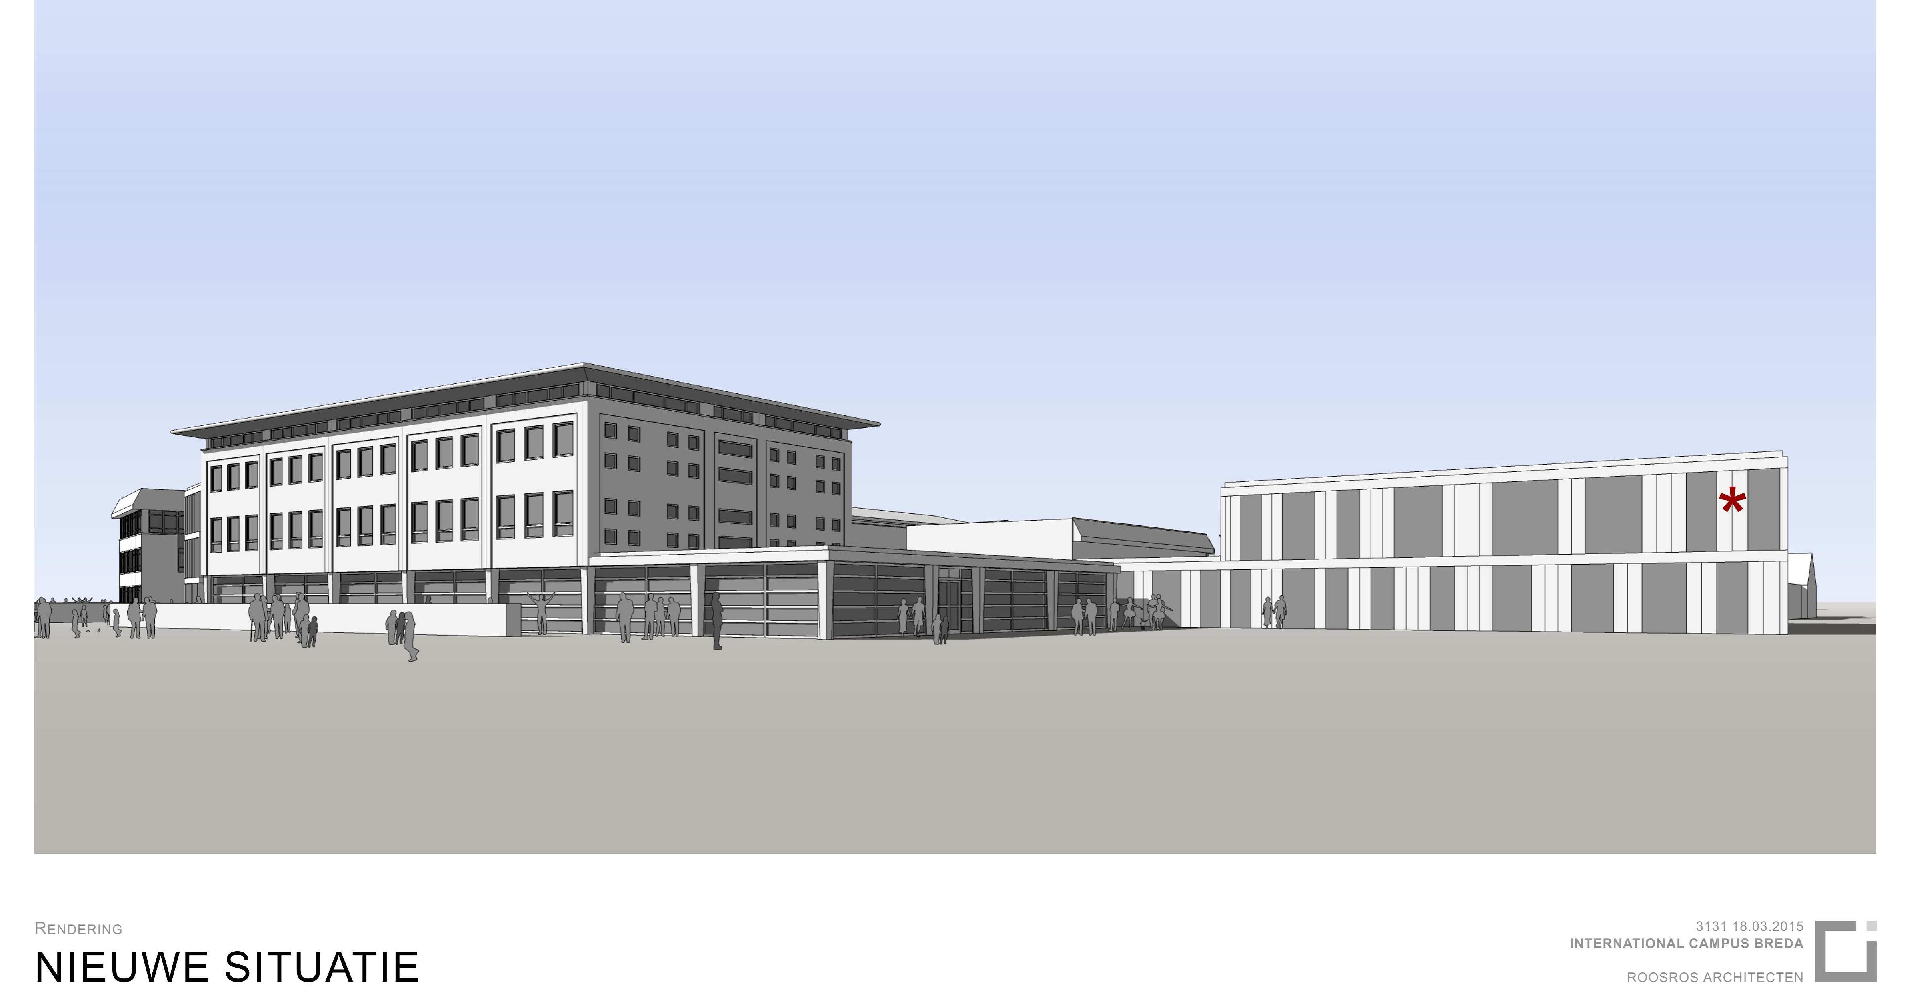 RENDERING
NIEUWE SITUATIE
3131 18.03.2015
INTERNATIONAL CAMPUS BREDA
ROOSROS ARCHITECTEN